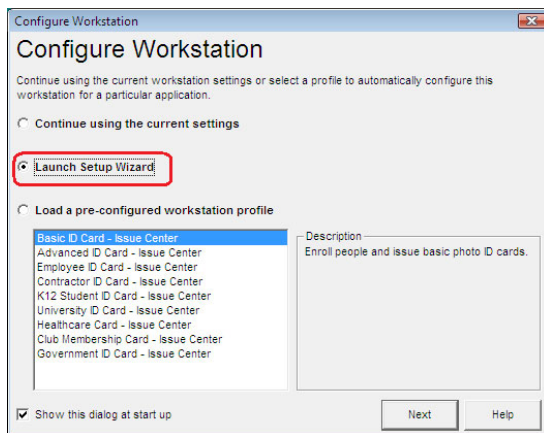 Configure Workstation
Configure Workstation
Continue using the current workstation settings or select a profile to automatically configure this
workstation for a particular application.
Continue using the current settings
Launch Setup Wizard
Load a pre-configured workstation profile
Basic ID Card - Issue Center
Advanced ID Card - Issue Center
Employee ID Card - Issue Center
Contractor ID Card - Issue Center
K12 Student ID Card - Issue Center
University ID Card - Issue Center
Healthcare Card - Issue Center
Club Membership Card - Issue Center
Government ID Card - Issue Center
Description
Enroll people and issue basic photo ID cards.
Show this dialog at start up
Next
Help